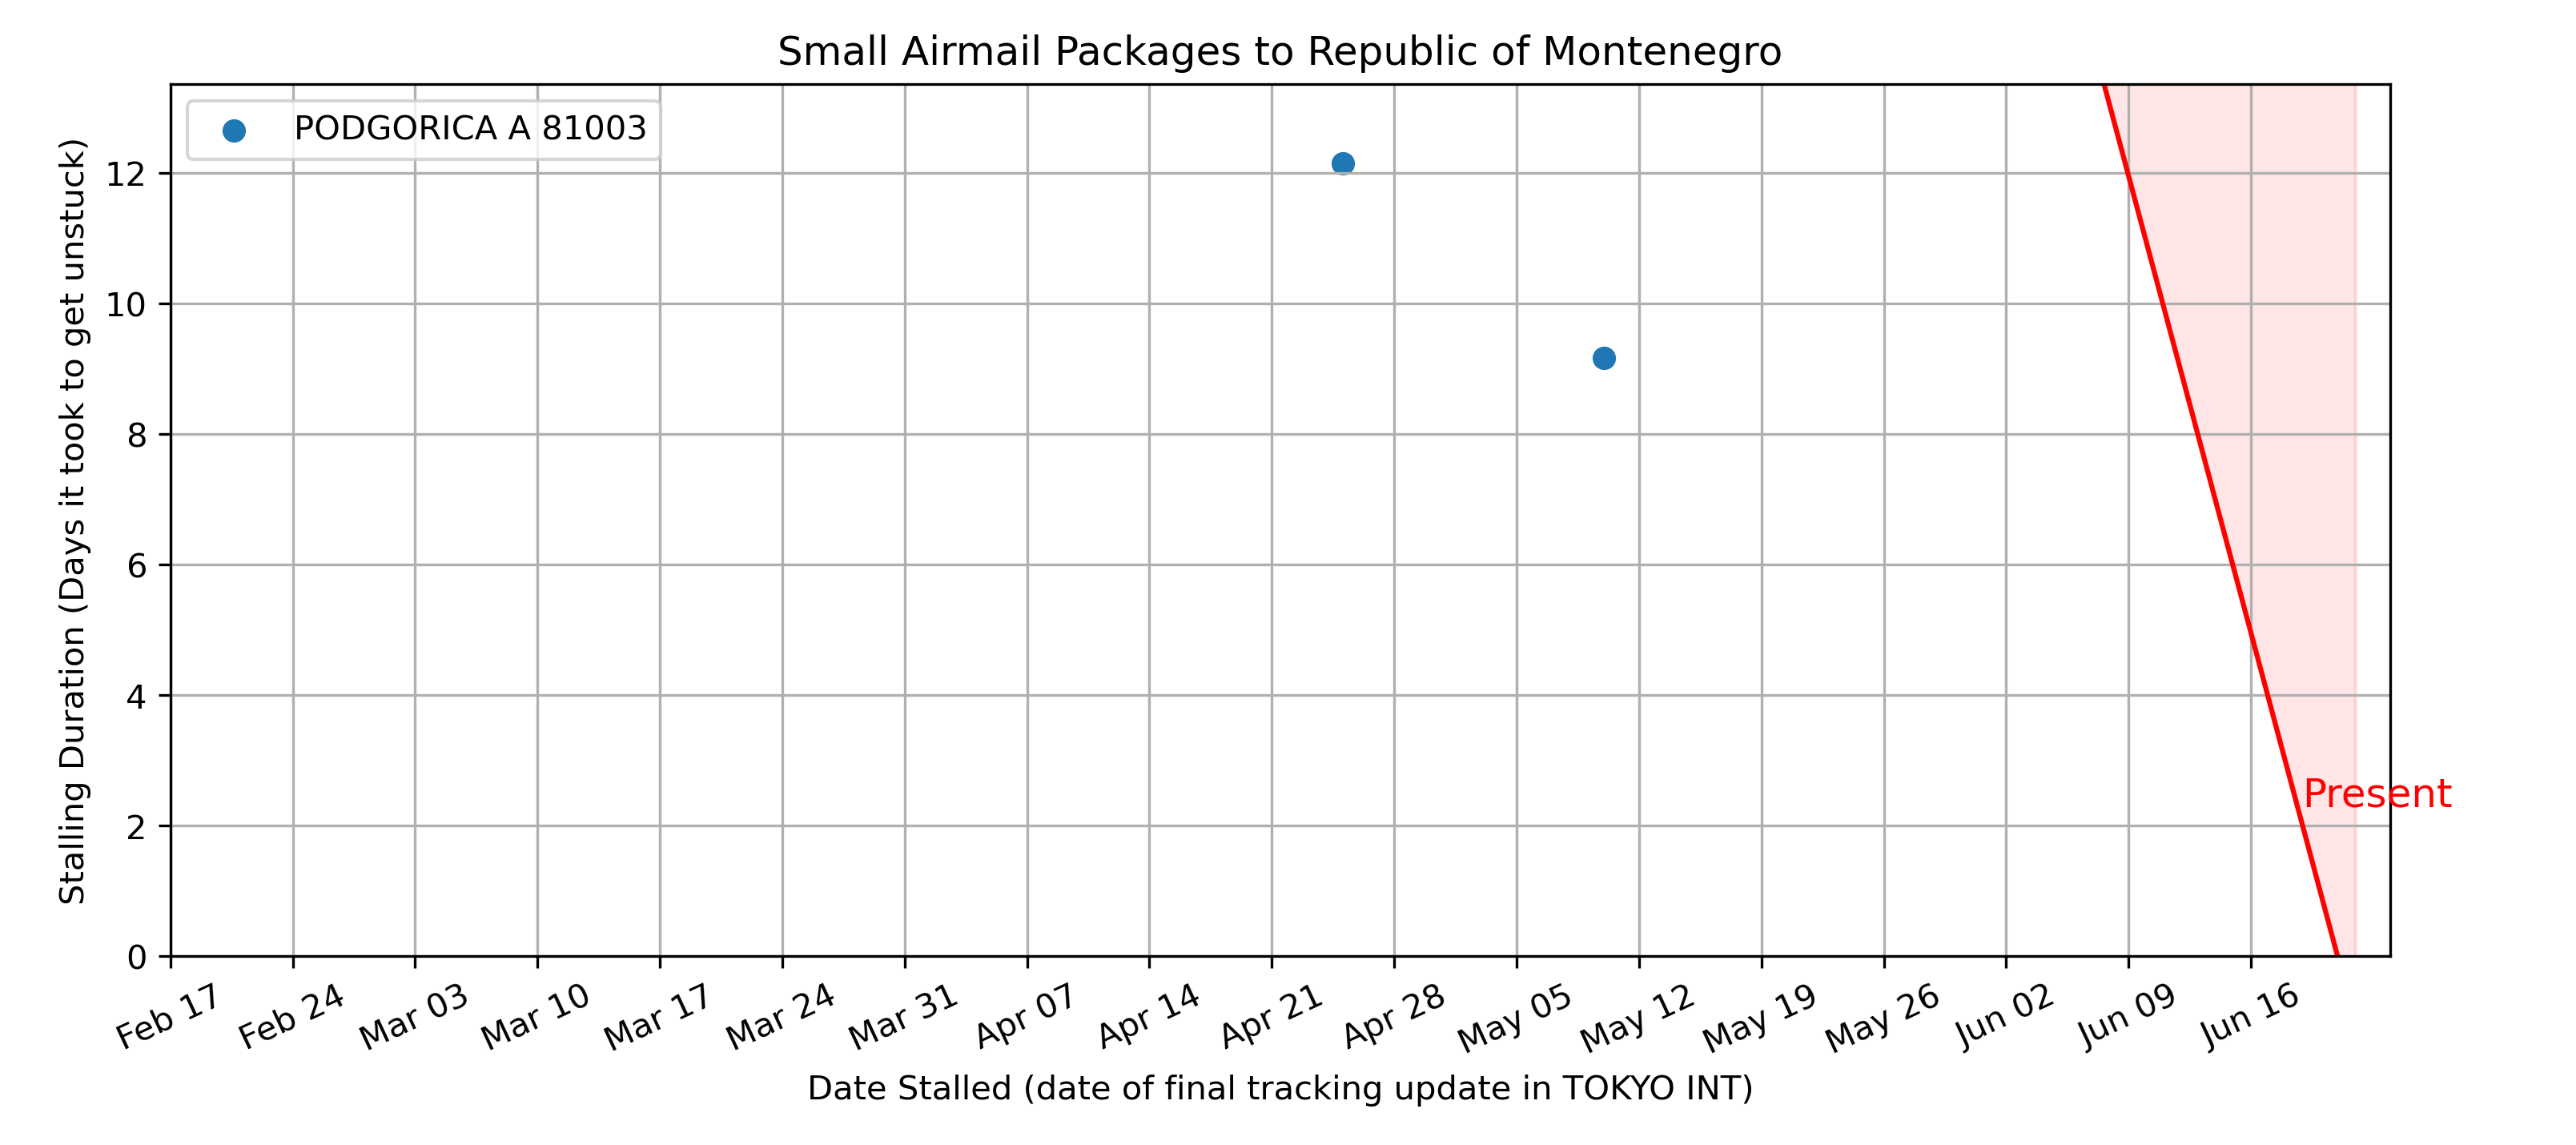 Small Airmail Packages to Republic of Montenegro
PODGORICA A 81003
Stalling Duration (Days it took to get unstuck)
12
10
8
6
4
2
0
Present
Feb 17
Feb 24
Mar 03
Mar 10
Mar 17
Mar 24
Mar 31
Apr 07
Apr 14
Apr 21
Apr 28
May 05
May 12
May 19
May 26
Jun 02
Jun 09
Jun 16
Date Stalled (date of final tracking update in TOKYO INT)